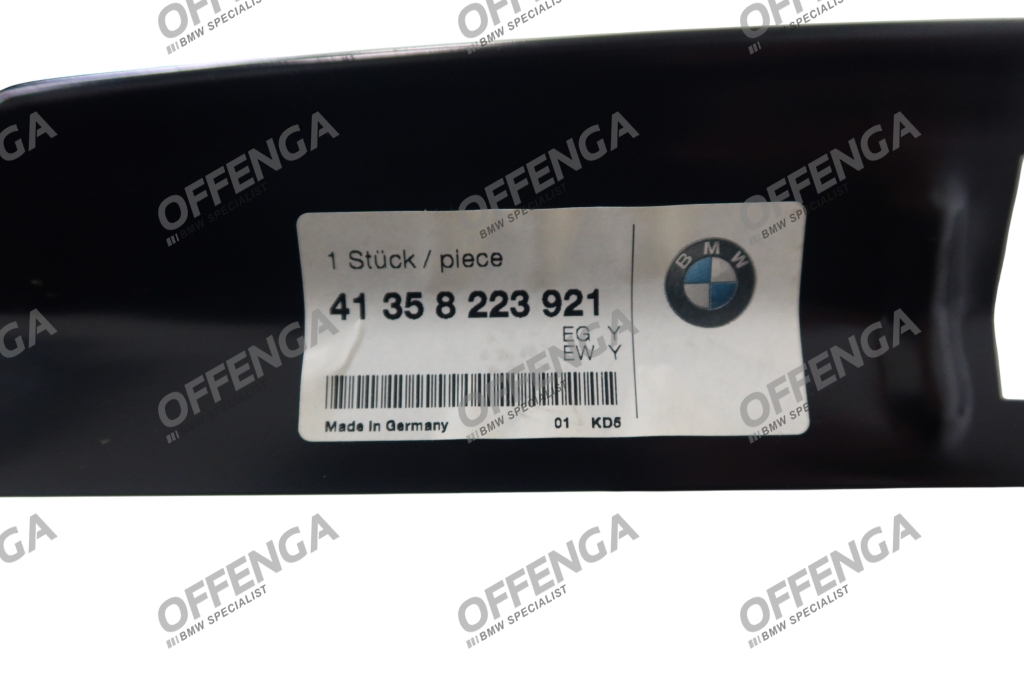 1 Stück / piece
41 35 8 223 921
EG Y
EW Y
Made in Germany 01 KD5
BMW
OFFENGA
BMW SPECIALIST